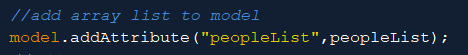 //add array list to model
model.addAttribute("peopleList",peopleList);